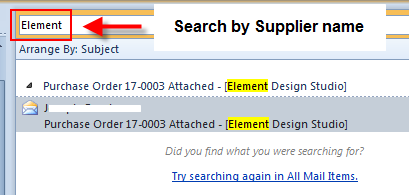 Element
Search by Supplier name
Arrange By: Subject
Purchase Order 17-0003 Attached - [Element Design Studio]
Purchase Order 17-0003 Attached - [Element Design Studio]
Did you find what you were searching for?
Try searching again in All Mail Items.